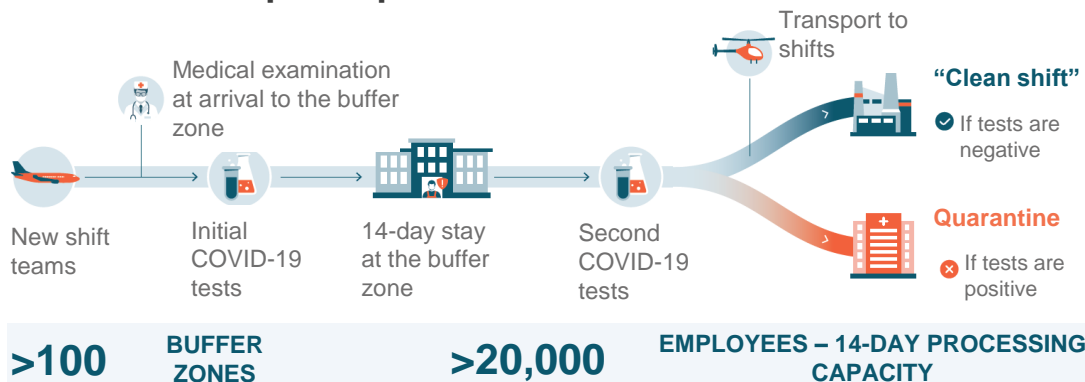 Transport to
shifts
Medical examination
at arrival to the buffer
zone
“Clean shift”
If tests are
negative
New shift
teams
Initial
COVID-19
tests
14-day stay
at the buffer
zone
Second
COVID-19
tests
Quarantine
If tests are
positive
>100
BUFFER
ZONES
>20,000
EMPLOYEES – 14-DAY PROCESSING
CAPACITY